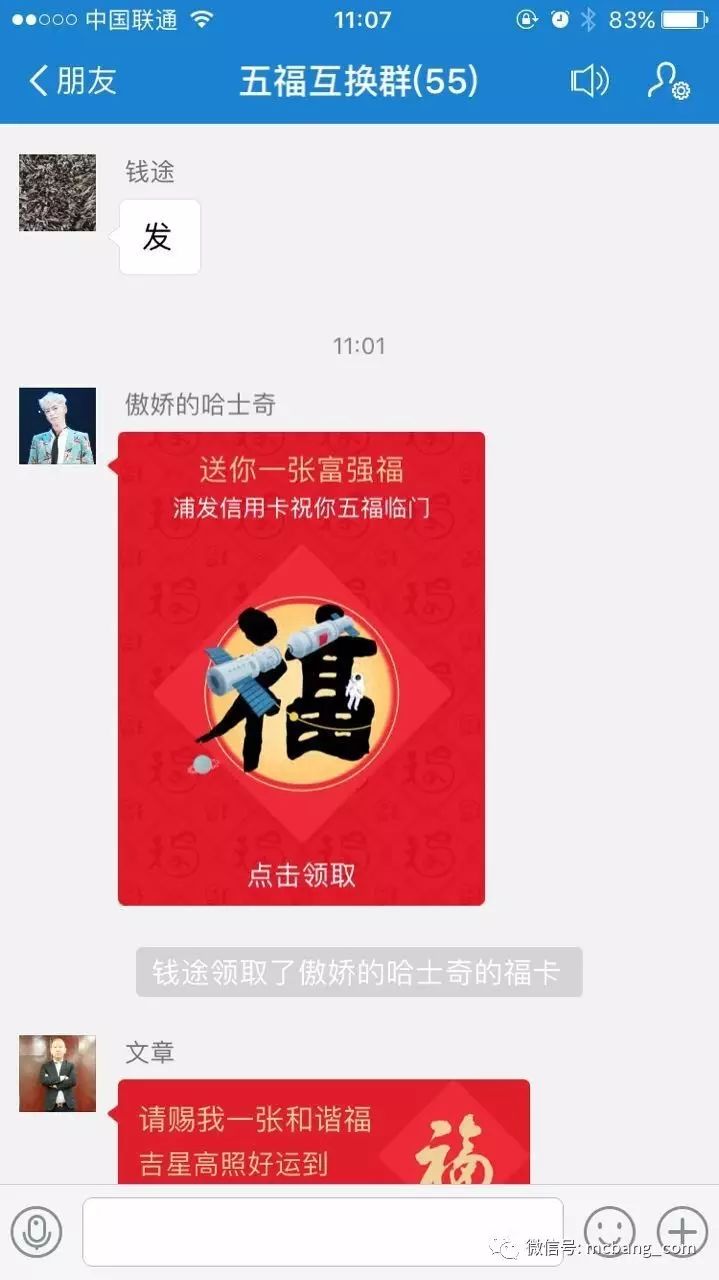 中国联通
11:07
83%
朋友
五福互换群(55)
钱途
发
11:01
傲娇的哈士奇
送你一张富强福
浦发信用卡祝你五福临门
福
点击领取
钱途领取了傲娇的哈士奇的福卡
文章
请赐我一张和谐福
吉星高照好运到
福
微信号: mcbang_com